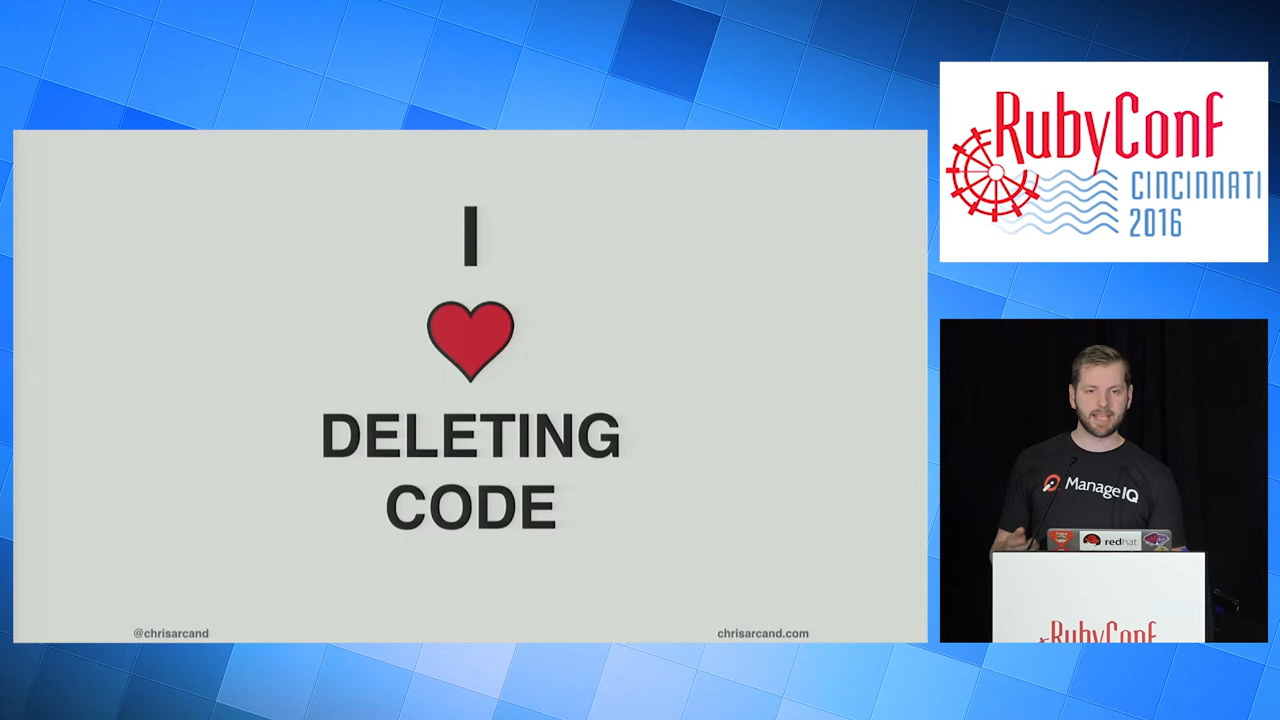 I
DELETING
CODE
@chrisarcand
chrisarcand.com
RubyConf
CINCINNATI
2016
ManageIQ
redhat
RubyConf